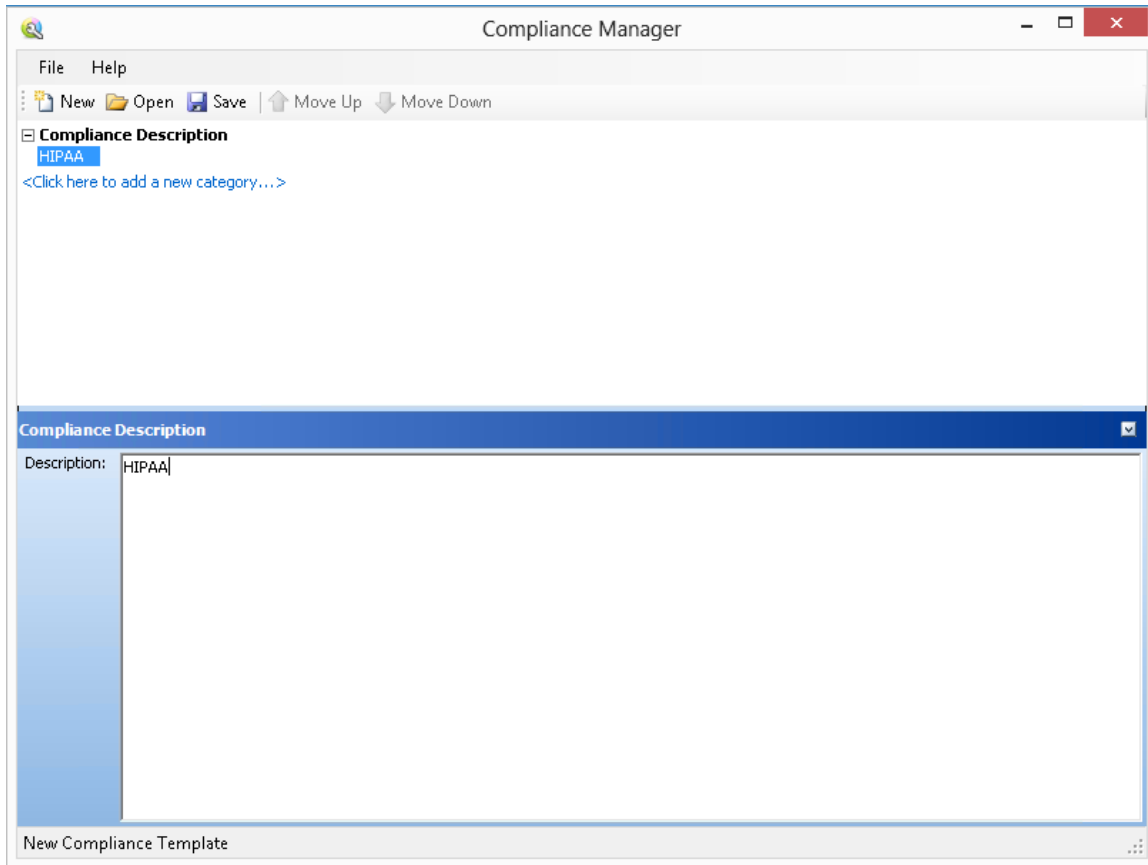 Compliance Manager
File Help
New Open Save Move Up Move Down
Compliance Description
HIPAA
<Click here to add a new category...>
Compliance Description
Description: HIPAA
New Compliance Template